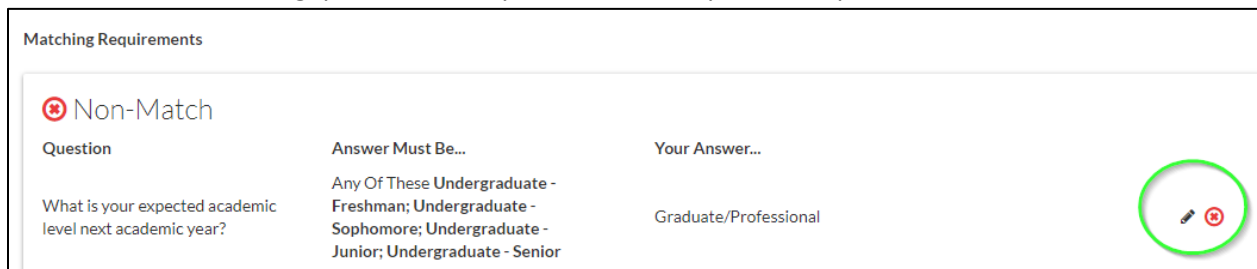 Matching Requirements
Non-Match
Question Answer Must Be... Your Answer...
What is your expected academic
level next academic year?
Any Of These Undergraduate -
Freshman; Undergraduate -
Sophomore; Undergraduate -
Junior; Undergraduate - Senior
Graduate/Professional